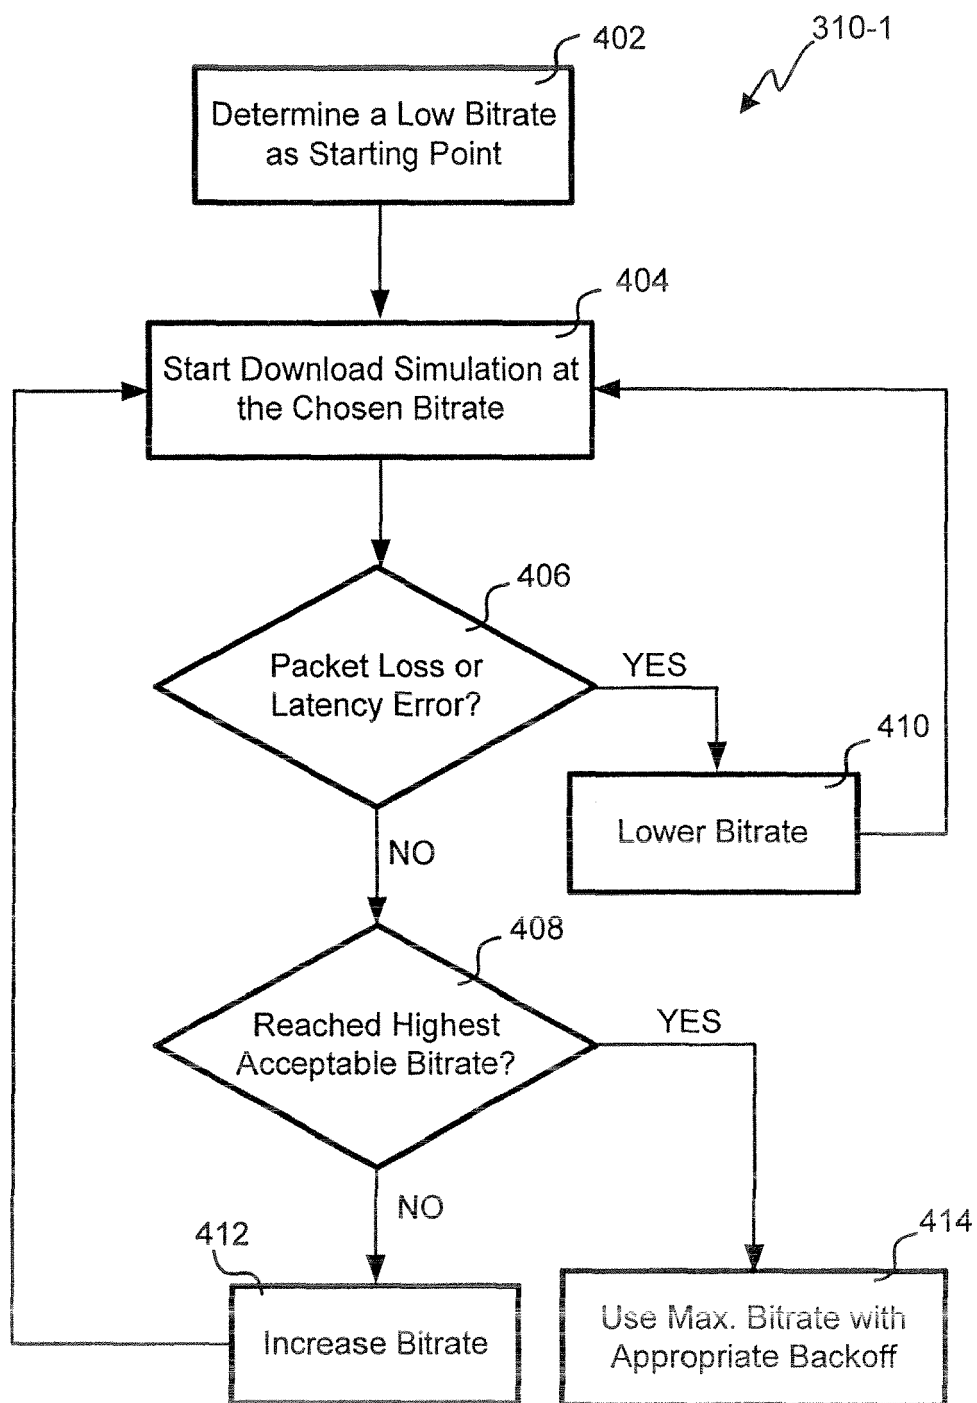 310-1
402
Determine a Low Bitrate
as Starting Point
404
Start Download Simulation at
the Chosen Bitrate
406
Packet Loss or
Latency Error?
YES
410
Lower Bitrate
NO
408
Reached Highest
Acceptable Bitrate?
YES
NO
412
Increase Bitrate
414
Use Max. Bitrate with
Appropriate Backoff